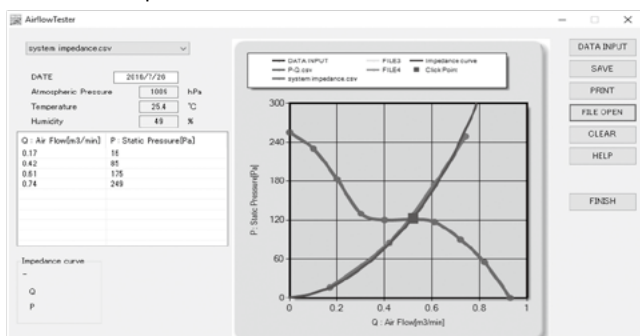 AirflowTester
system impedance.csv
DATE 2016/7/26
Atmospheric Pressure 1006 hPa
Temperature 25.4 ℃
Humidity 49 %
Q : Air Flow[m3/min] P : Static Pressure[Pa]
0.17 16
0.42 85
0.61 175
0.74 249
Impedance curve
-
Q
P
DATA INPUT FILE3 Impedance curve
P-Q.csv FILE4 Click Point
system impedance.csv
P : Static Pressure[Pa]
300
240
180
120
60
0
0 0.2 0.4 0.6 0.8 1
Q : Air Flow[m3/min]
DATA INPUT
SAVE
PRINT
FILE OPEN
CLEAR
HELP
FINISH